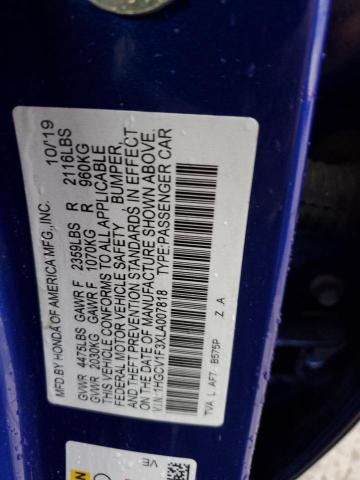 MFD BY HONDA OF AMERICA MFG., INC. 10/19
GVWR 4475LBS GAWR F 2359LBS R 2116LBS
GVWR 2030KG GAWR F 1070KG R 960KG
THIS VEHICLE CONFORMS TO ALL APPLICABLE
FEDERAL MOTOR VEHICLE SAFETY BUMPER,
AND THEFT PREVENTION STANDARDS IN EFFECT
ON THE DATE OF MANUFACTURE SHOWN ABOVE.
V.I.N.: 1HGCV1F3XLA007818 TYPE:PASSENGER CAR
TVA L AF7 B575P Z A